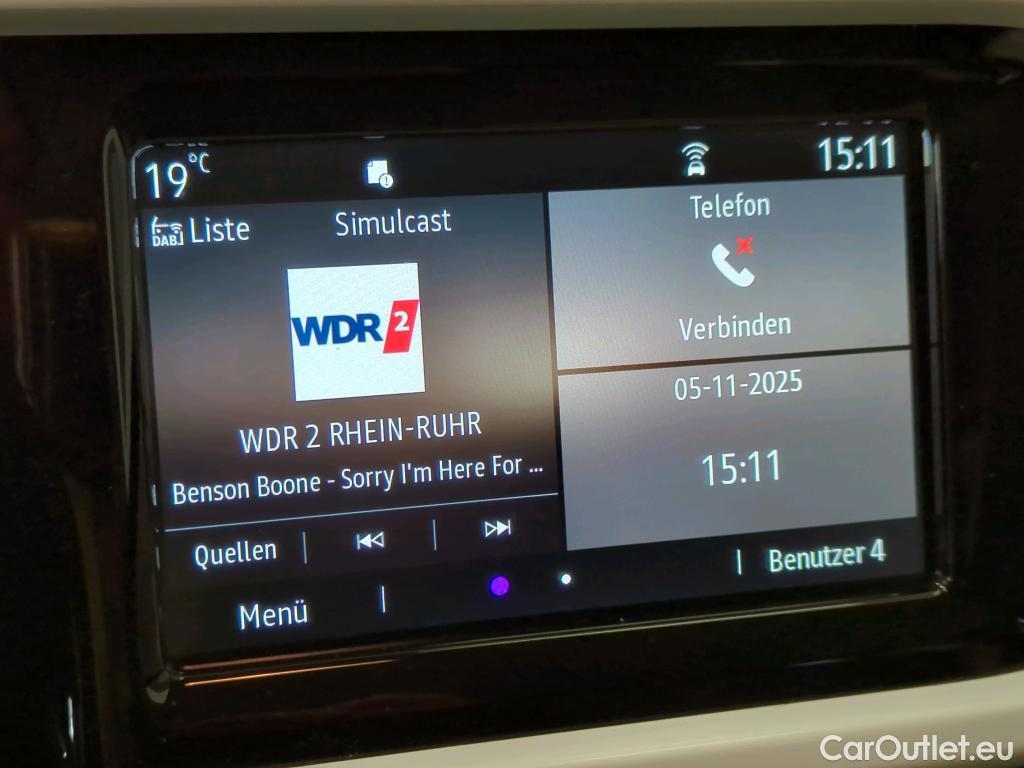 19°C
15:11
DAB Liste
Simulcast
WDR 2
WDR 2 RHEIN-RUHR
Benson Boone - Sorry I'm Here For ...
Quellen
Menü
Telefon
Verbinden
05-11-2025
15:11
Benutzer 4
CarOutlet.eu